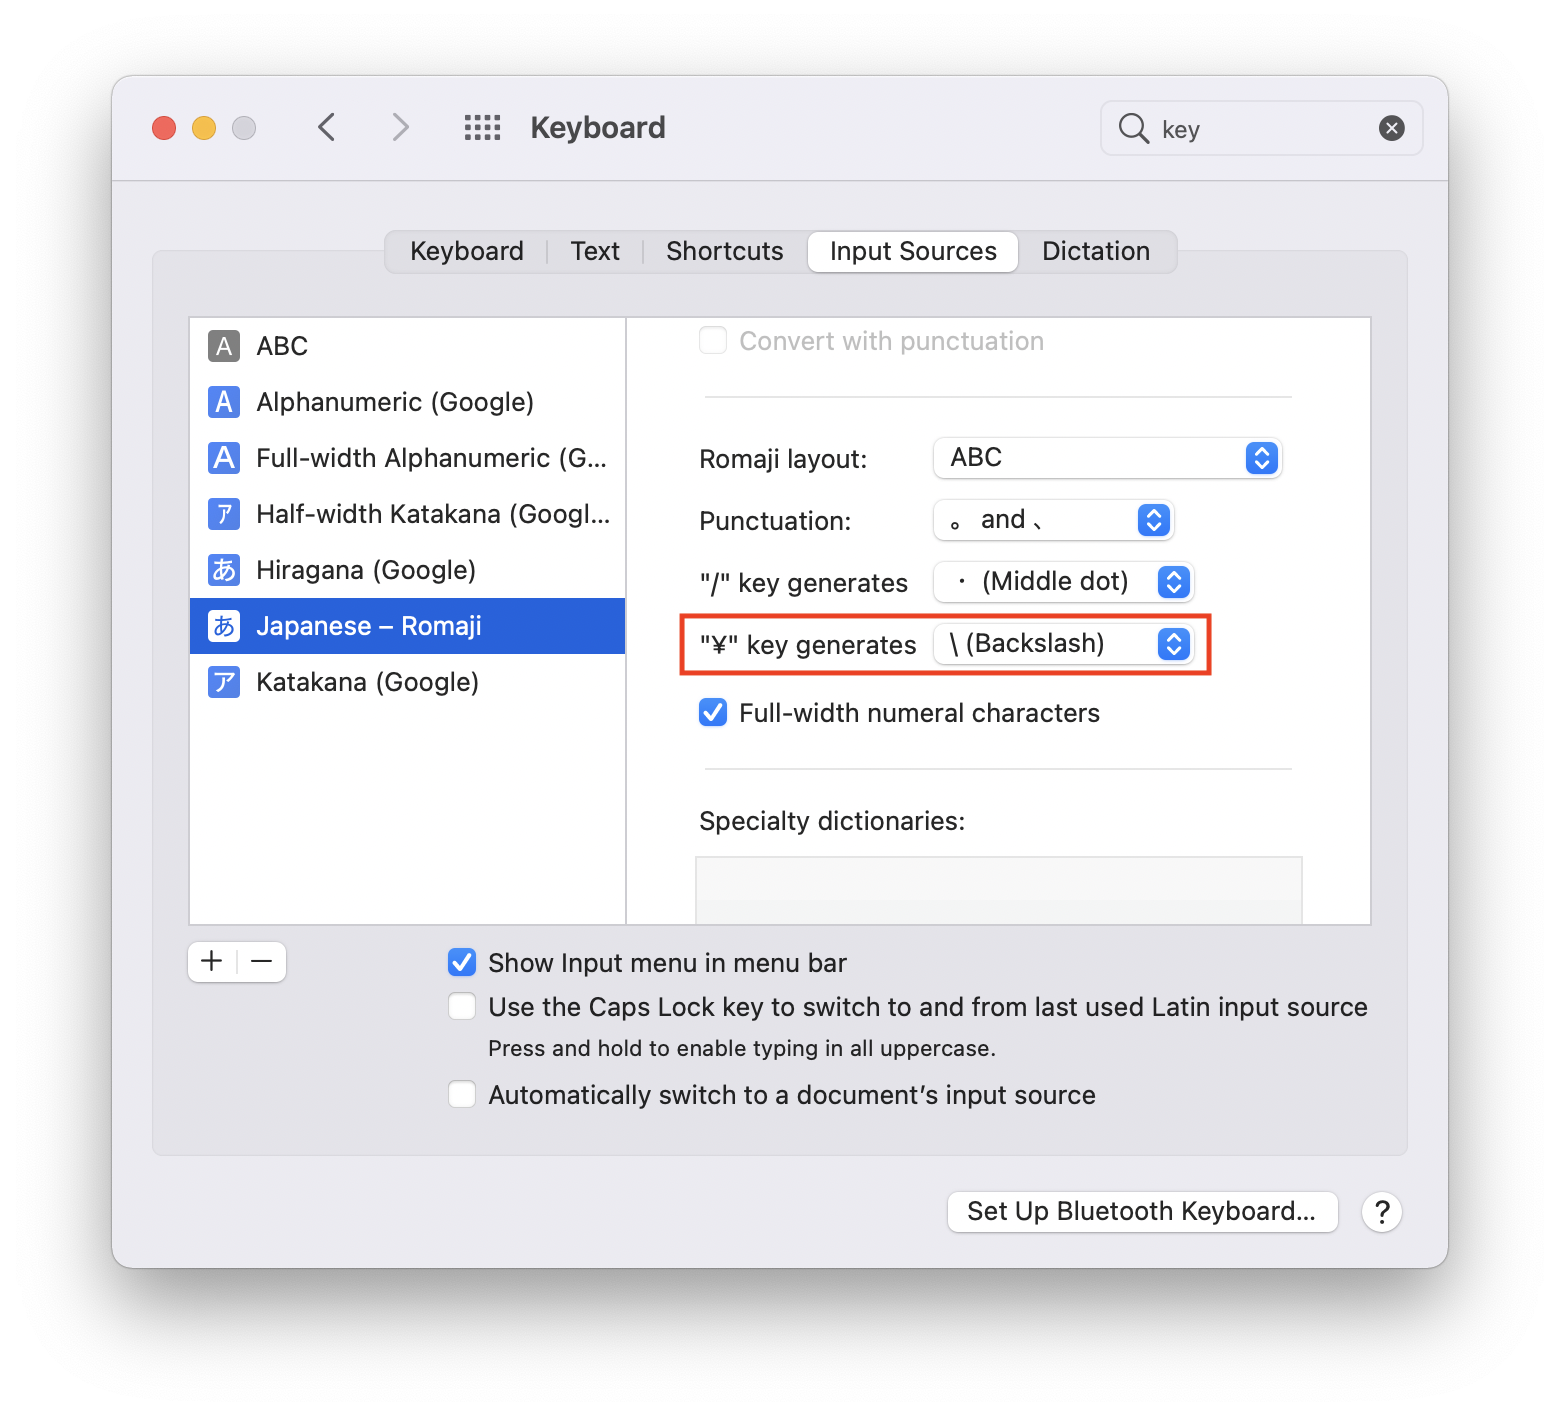 Keyboard
key
Keyboard Text Shortcuts Input Sources Dictation
A ABC
A Alphanumeric (Google)
A Full-width Alphanumeric (G...
ア Half-width Katakana (Googl...
あ Hiragana (Google)
あ Japanese – Romaji
ア Katakana (Google)
Convert with punctuation
Romaji layout: ABC
Punctuation: 。 and 、
"/" key generates ・ (Middle dot)
"¥" key generates \ (Backslash)
Full-width numeral characters
Specialty dictionaries:
+ −
Show Input menu in menu bar
Use the Caps Lock key to switch to and from last used Latin input source
Press and hold to enable typing in all uppercase.
Automatically switch to a document’s input source
Set Up Bluetooth Keyboard... ?